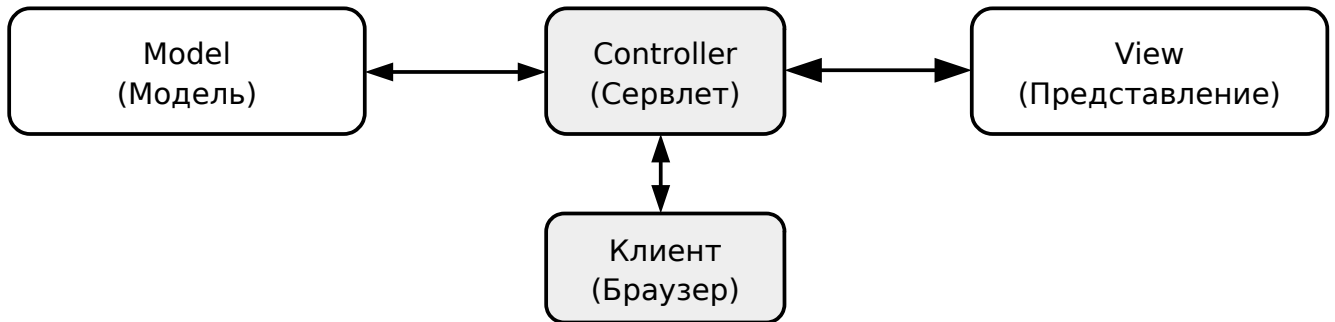 Model
(Модель)
Controller
(Сервлет)
View
(Представление)
Клиент
(Браузер)